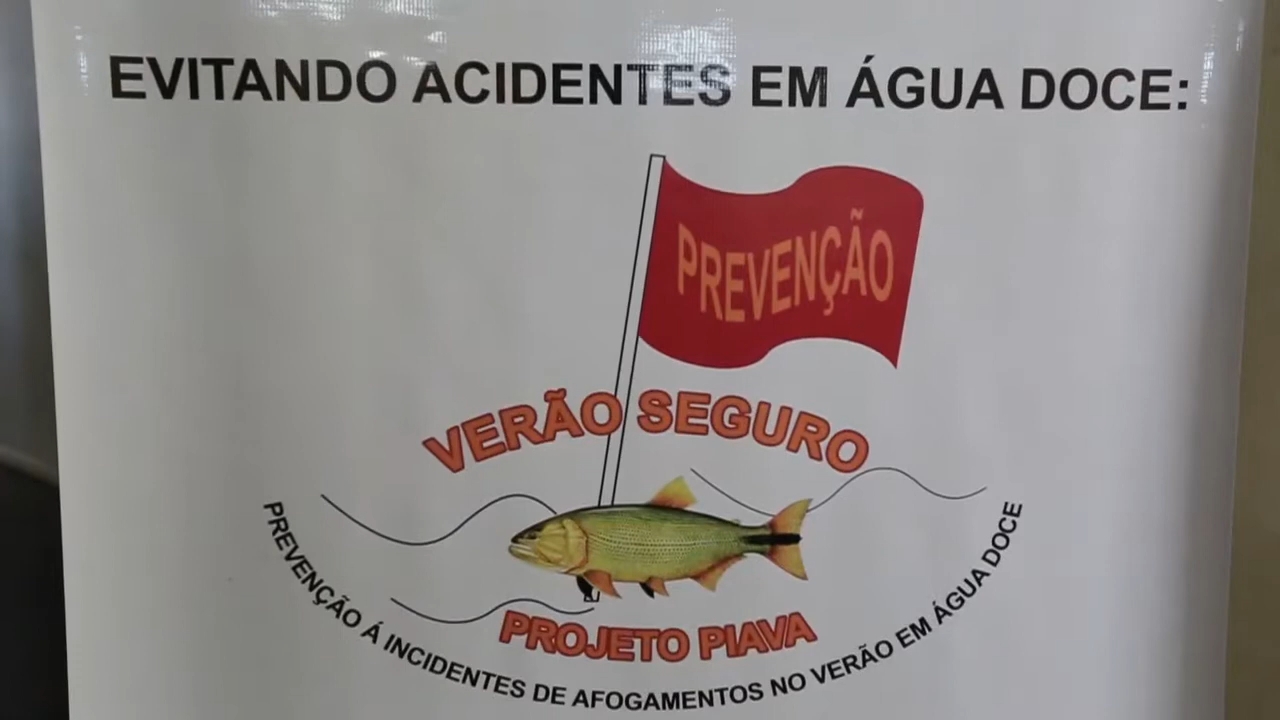 EVITANDO ACIDENTES EM ÁGUA DOCE:
PREVENÇÃO
VERÃO SEGURO
PROJETO PIAVA
PREVENÇÃO Á INCIDENTES DE AFOGAMENTOS NO VERÃO EM ÁGUA DOCE